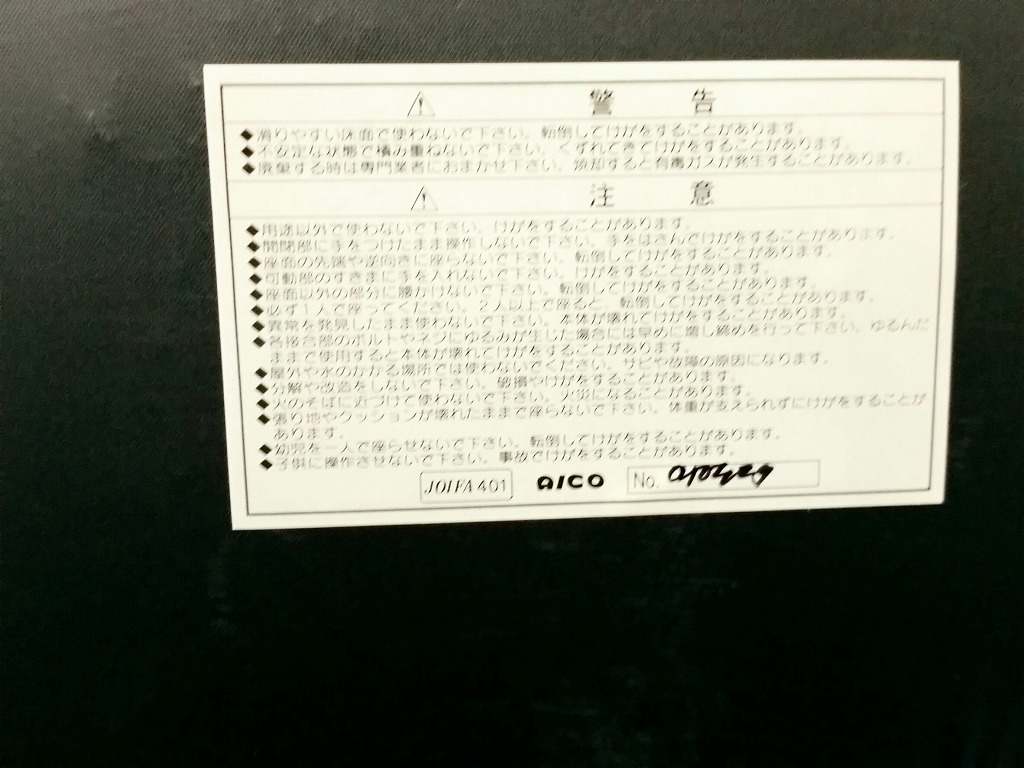 警告
◆滑りやすい床面で使わないで下さい。転倒してけがをすることがあります。
◆不安定な状態で積み重ねないで下さい。くずれてきてけがをすることがあります。
◆廃棄する時は専門業者におまかせ下さい。焼却すると有毒ガスが発生することがあります。
注意
◆用途以外で使わないで下さい。けがをすることがあります。
◆開閉部に手をつけたまま操作しないで下さい。手をはさんでけがをすることがあります。
◆座面の先端や逆向きに座らないで下さい。転倒してけがをすることがあります。
◆可動部のすきまに手を入れないで下さい。けがをすることがあります。
◆座面以外の部分に腰かけないで下さい。転倒してけがをすることがあります。
◆必ず1人で座ってください。2人以上で座ると、転倒してけがをすることがあります。
◆異常を発見したまま使わないで下さい。本体が壊れてけがをすることがあります。
◆各接合部のボルトやネジにゆるみが生じた場合には早めに増し締めを行って下さい。ゆるんだ
ままで使用すると本体が壊れてけがをすることがあります。
◆屋外や水のかかる場所では使わないでください。サビや故障の原因になります。
◆分解や改造をしないで下さい。破損やけがをすることがあります。
◆火のそばに近づけて使わないで下さい。火災になることがあります。
◆張り地やクッションが壊れたままで座らないで下さい。体重が支えられずにけがをすることが
あります。
◆幼児を一人で座らせないで下さい。転倒してけがをすることがあります。
◆子供に操作させないで下さい。事故でけがをすることがあります。
JOIFA 401 AICO No.